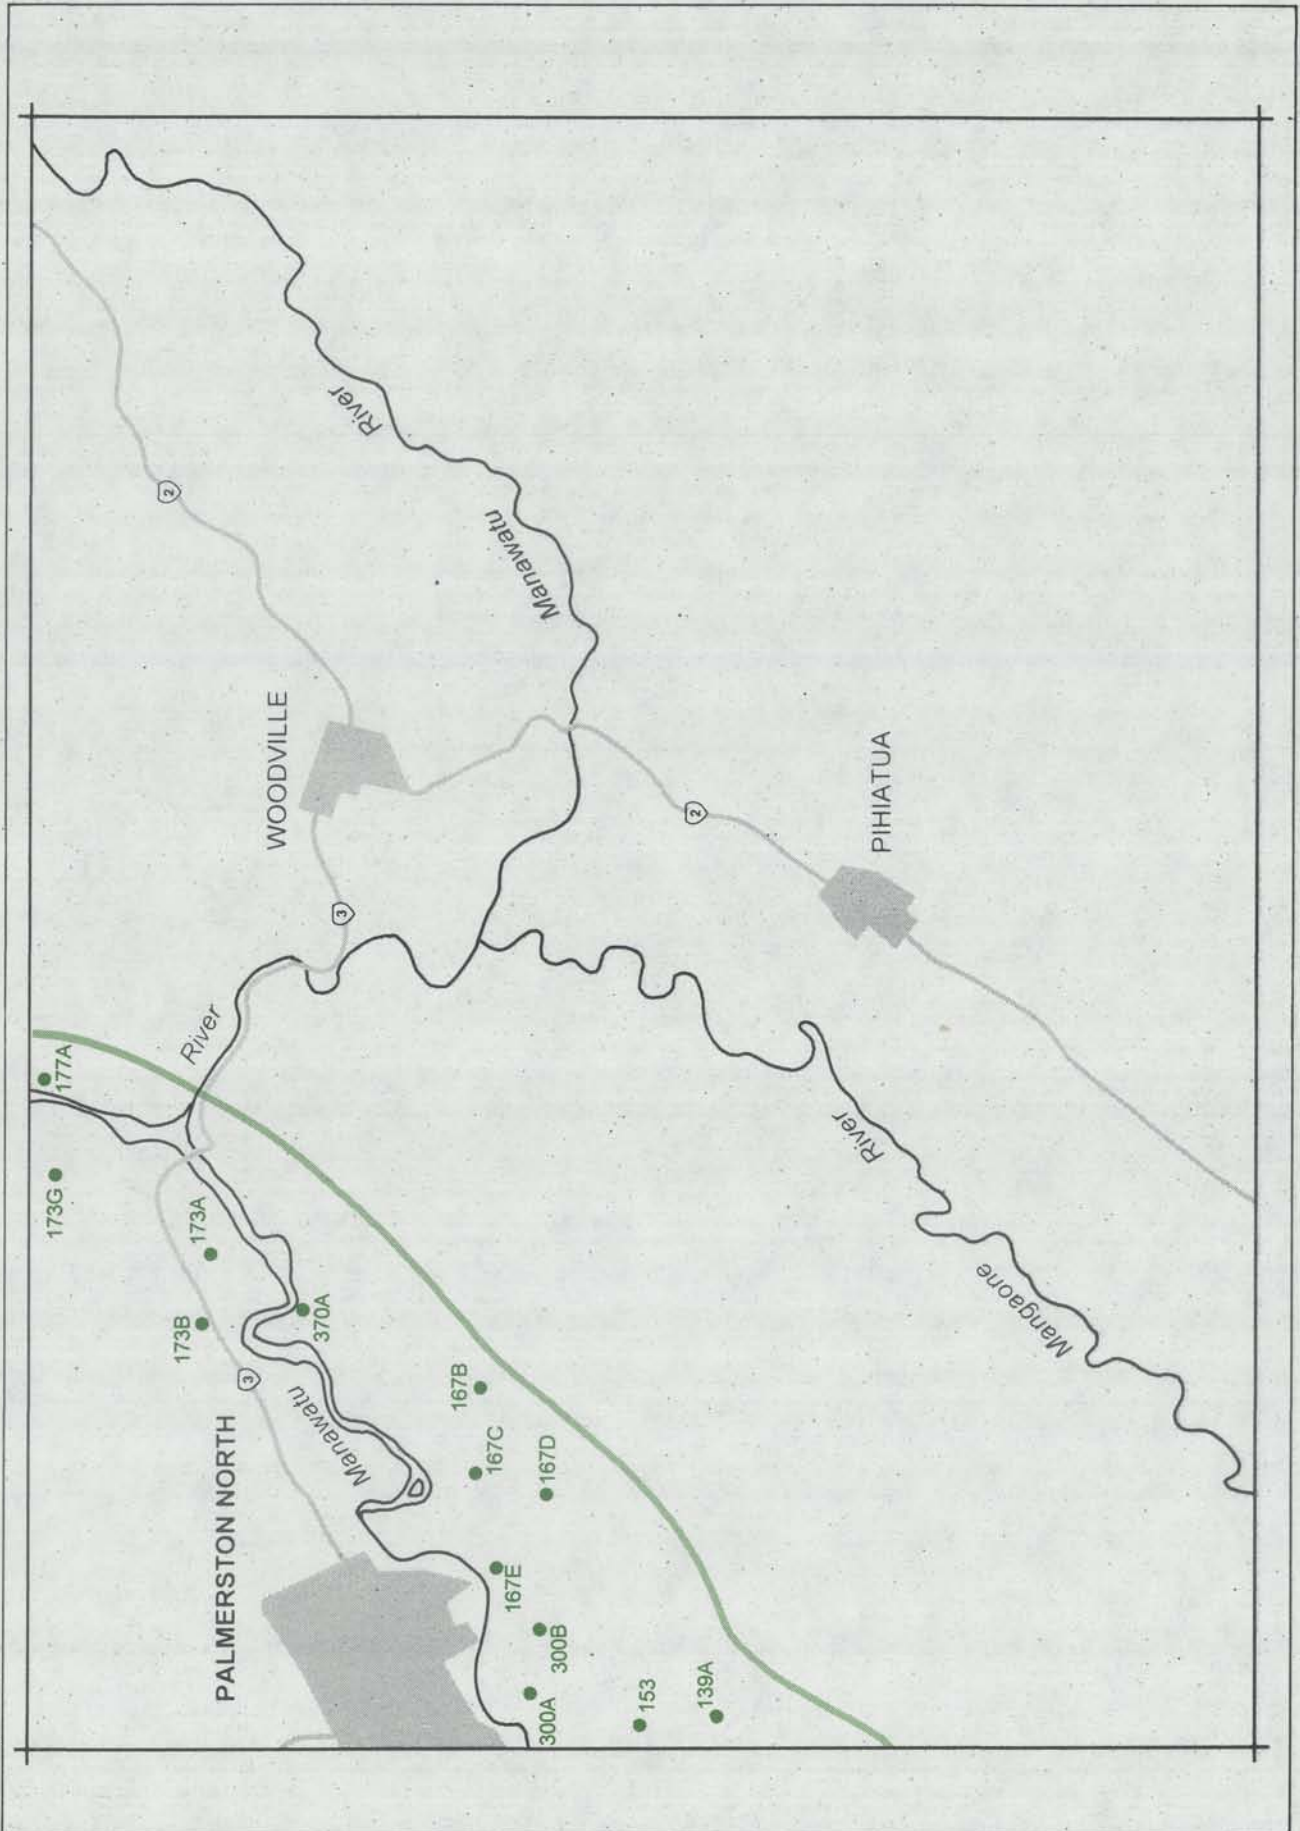 River
2
Manawatu
WOODVILLE
2
PIHIATUA
3
River
177A
173G
173A
173B
370A
River
Mangaone
3
Manawatu
PALMERSTON NORTH
167B
167C
167D
167E
300B
300A
153
139A